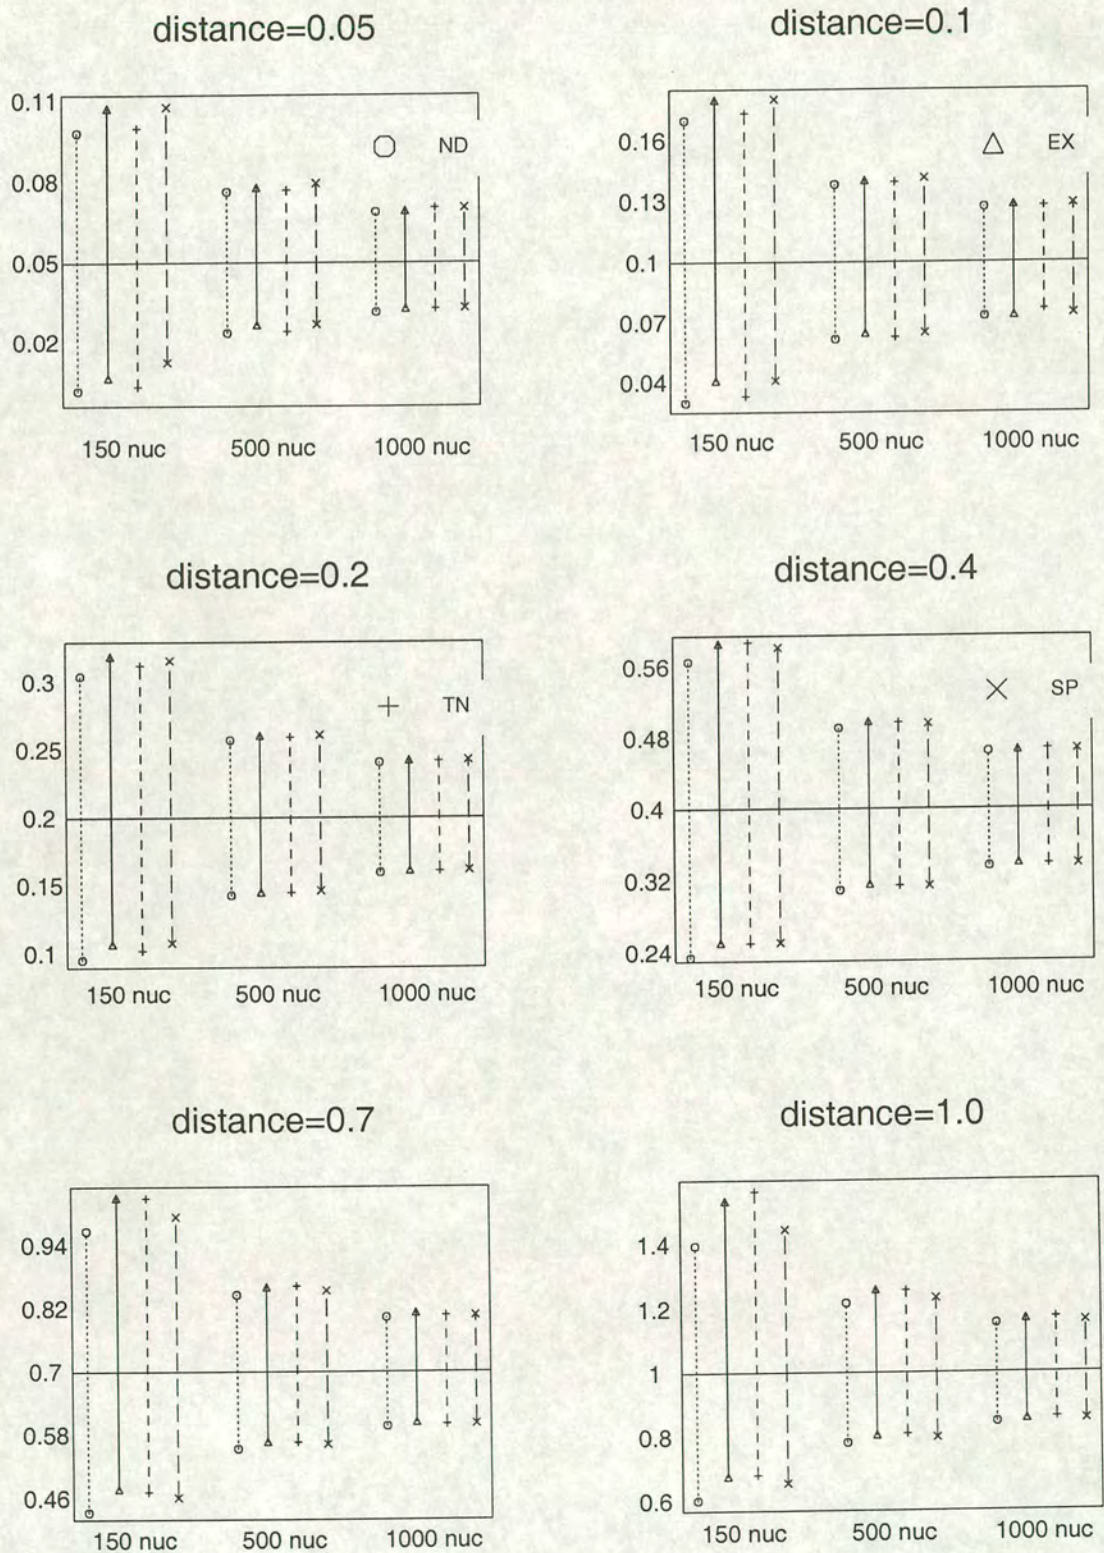 distance=0.05
0.11
0.08
0.05
0.02
ND
150 nuc
500 nuc
1000 nuc
distance=0.1
0.16
0.13
0.1
0.07
0.04
EX
150 nuc
500 nuc
1000 nuc
distance=0.2
0.3
0.25
0.2
0.15
0.1
TN
150 nuc
500 nuc
1000 nuc
distance=0.4
0.56
0.48
0.4
0.32
0.24
SP
150 nuc
500 nuc
1000 nuc
distance=0.7
0.94
0.82
0.7
0.58
0.46
150 nuc
500 nuc
1000 nuc
distance=1.0
1.4
1.2
1
0.8
0.6
150 nuc
500 nuc
1000 nuc